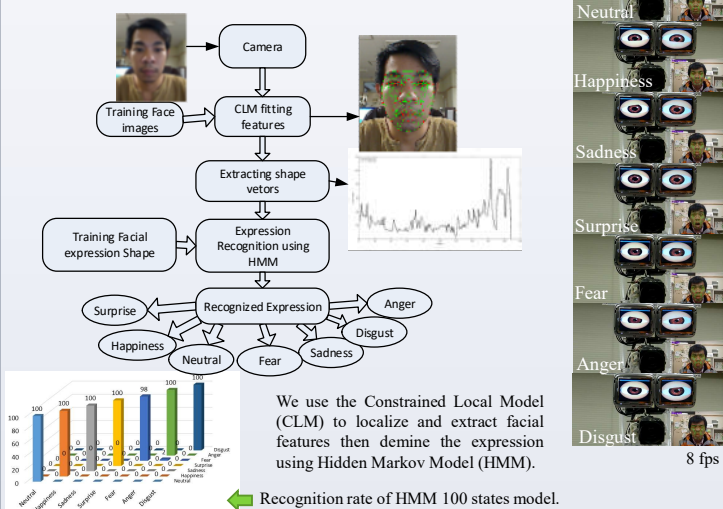 Camera
Training Face
images
CLM fitting
features
Extracting shape
vetors
Training Facial
expression Shape
Expression
Recognition using
HMM
Recognized Expression
Surprise
Happiness
Neutral
Fear
Sadness
Disgust
Anger
Neutral
Happiness
Sadness
Surprise
Fear
Anger
Disgust
8 fps
100
80
60
40
20
0
100
100
100
100
98
100
100
Neutral
Happiness
Sadness
Surprise
Fear
Anger
Disgust
Disgust
Anger
Fear
Surprise
Sadness
Happiness
Neutral
We use the Constrained Local Model
(CLM) to localize and extract facial
features then demine the expression
using Hidden Markov Model (HMM).
Recognition rate of HMM 100 states model.